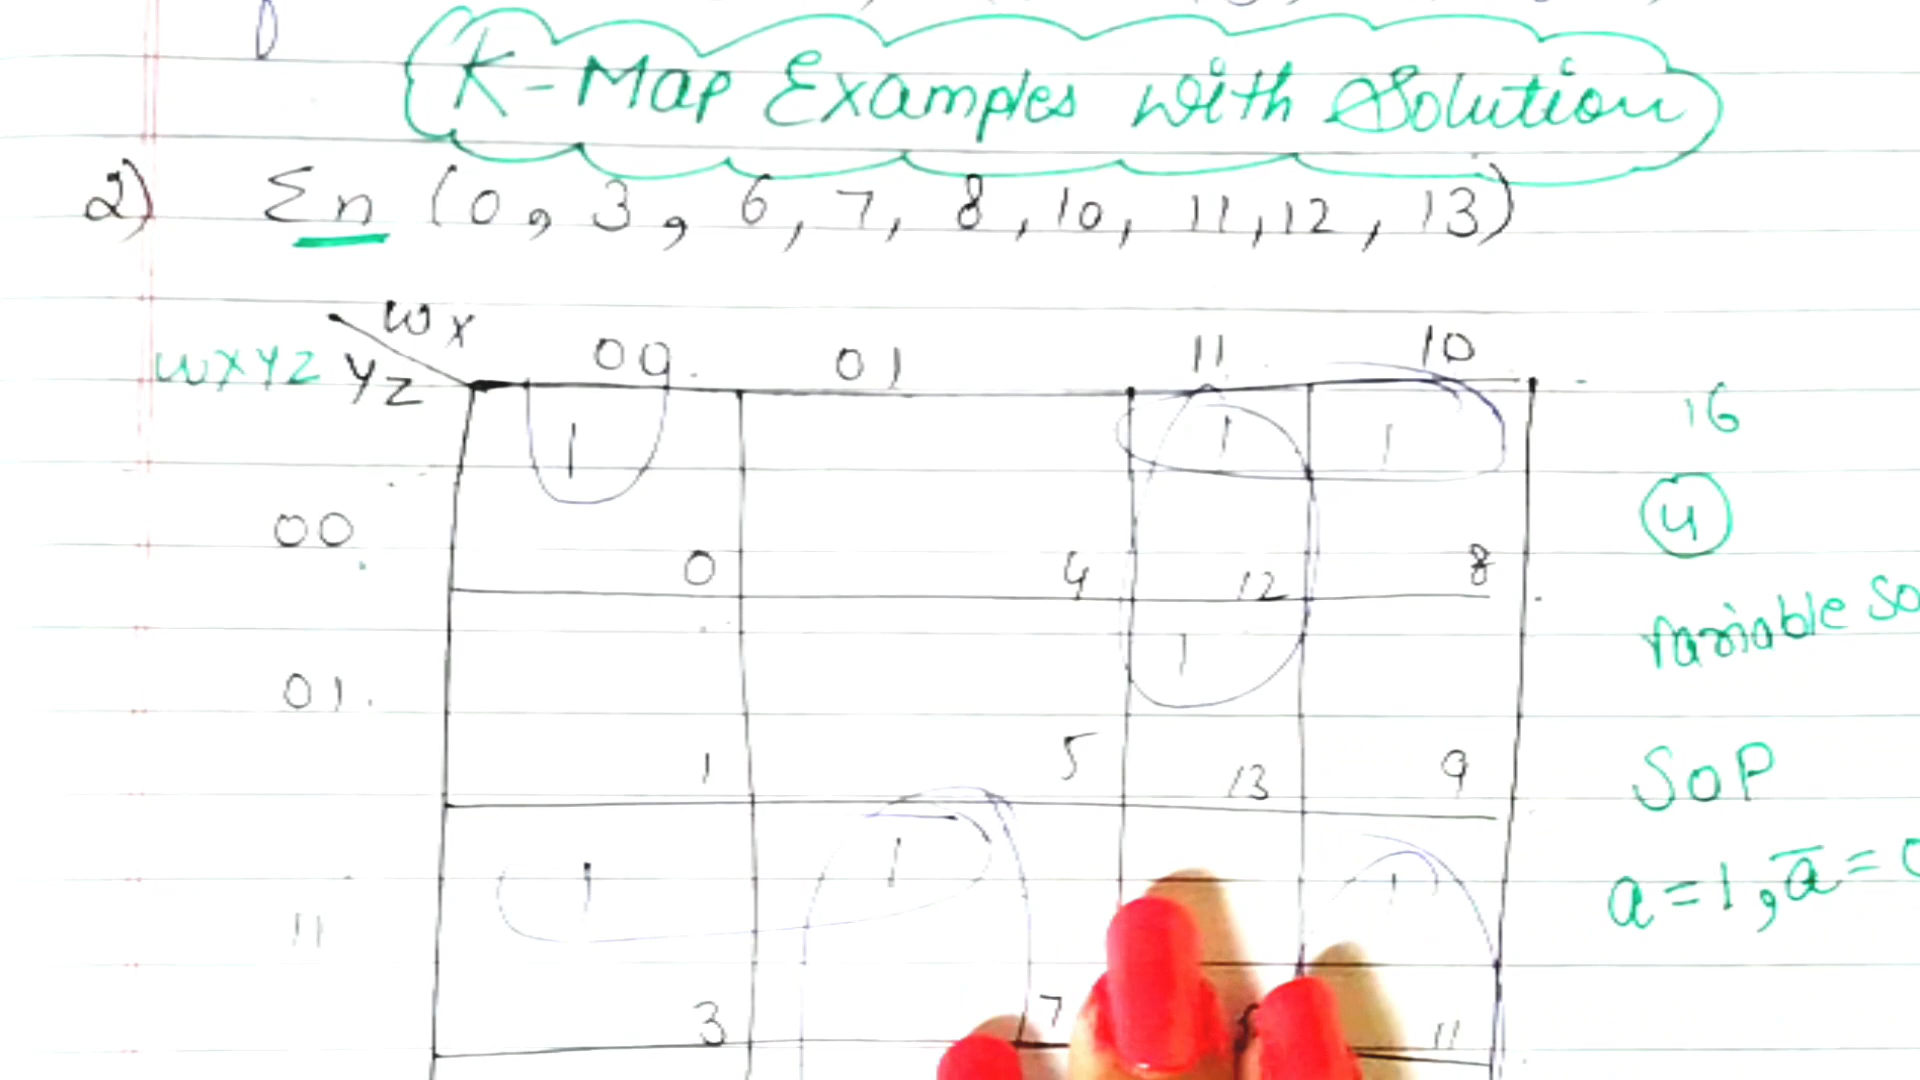 K-Map Examples with Solution
2) Σn (0, 3, 6, 7, 8, 10, 11, 12, 13)
WX
WXYZ YZ 00 01 11 10
1 1 1 16
00 4
0 4 12 8
Variable So
01 1
1 5 13 9 SOP
1 1 1 a=1, a̅=0
11
3 7 11